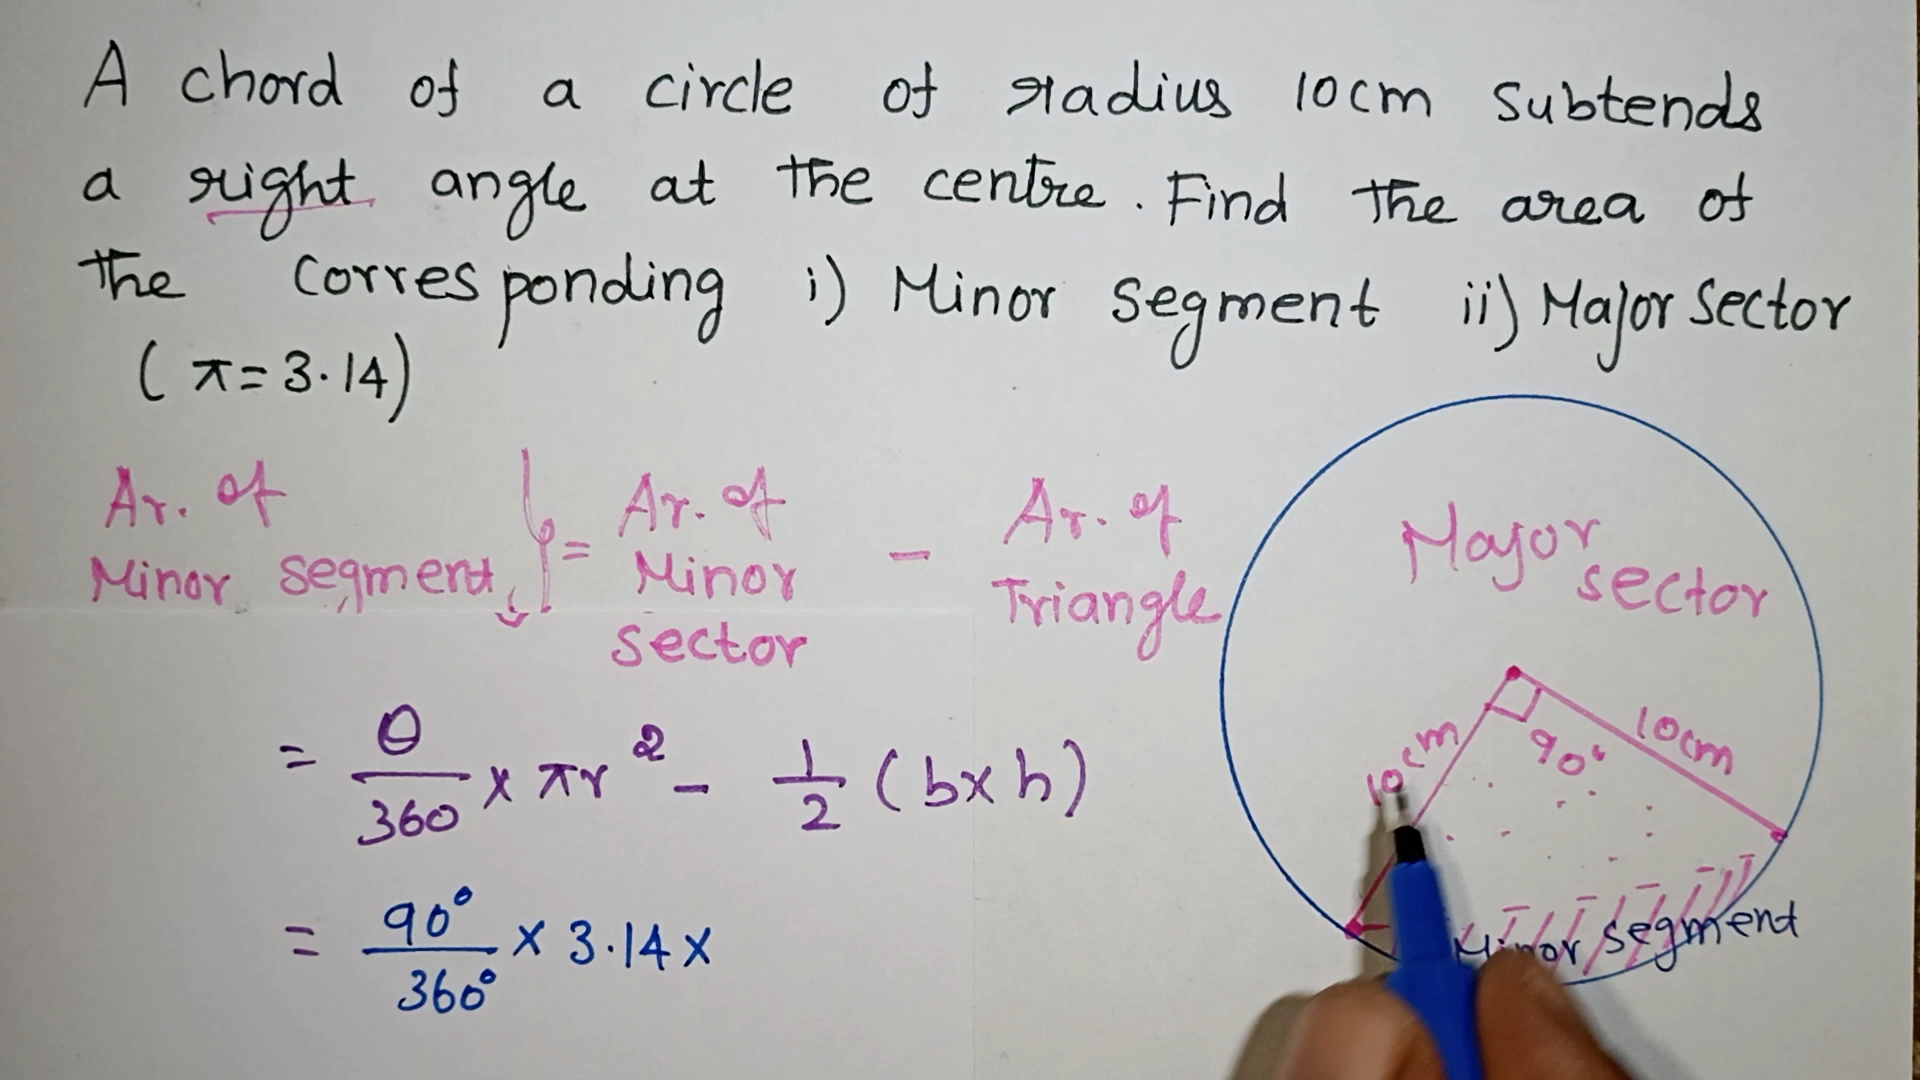 A chord of a circle of radius 10cm subtends
a right angle at the centre. Find the area of
the corresponding i) Minor segment ii) Major sector
(π=3.14)
Ar. of
Minor segment
= Ar. of
Minor
sector
- Ar. of
Triangle
= θ/360 × πr² - 1/2 (b×h)
= 90°/360° × 3.14 ×
Major
sector
10cm
90°
10cm
Minor segment